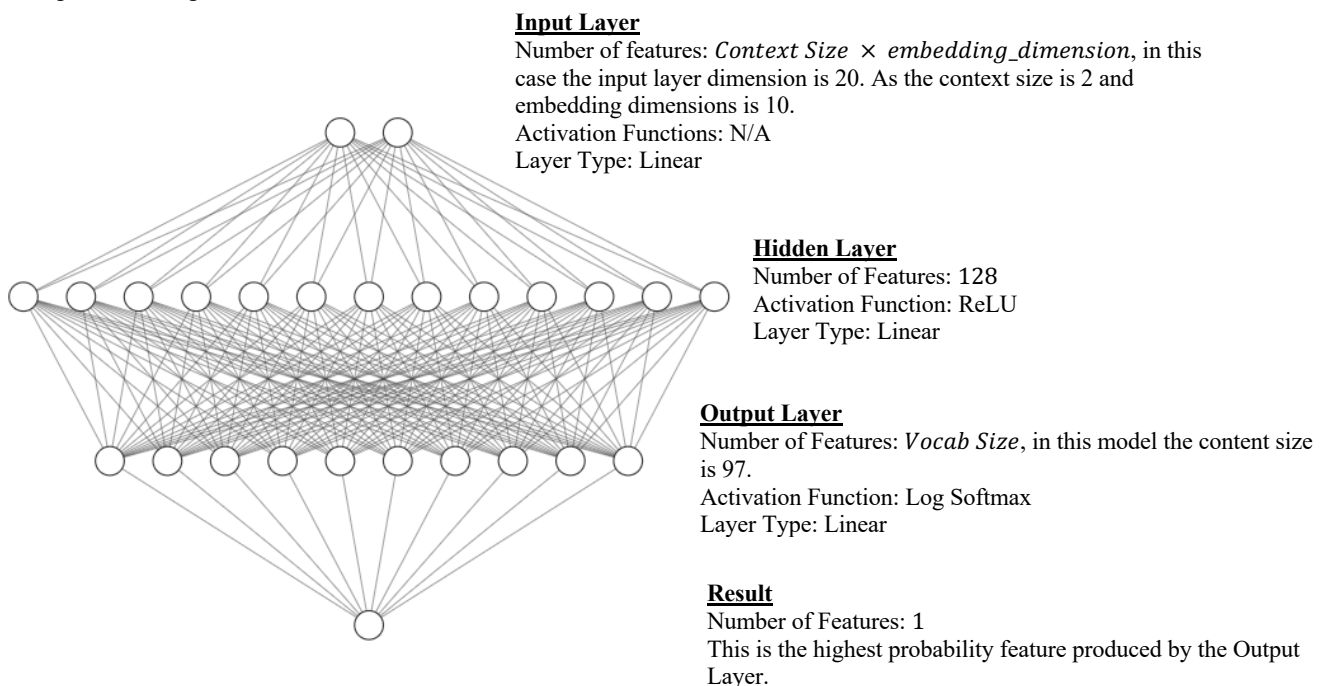 Input Layer
Number of features: Context Size × embedding_dimension, in this
case the input layer dimension is 20. As the context size is 2 and
embedding dimensions is 10.
Activation Functions: N/A
Layer Type: Linear
Hidden Layer
Number of Features: 128
Activation Function: ReLU
Layer Type: Linear
Output Layer
Number of Features: Vocab Size, in this model the content size
is 97.
Activation Function: Log Softmax
Layer Type: Linear
Result
Number of Features: 1
This is the highest probability feature produced by the Output
Layer.